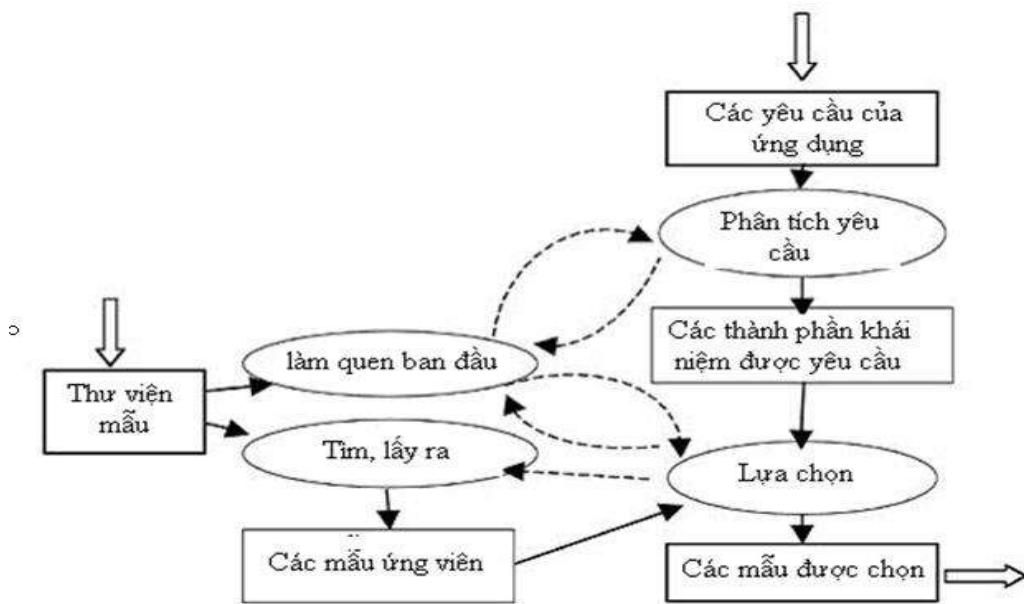 Các yêu cầu của
ứng dụng
Phân tích yêu
cầu
Các thành phần khái
niệm được yêu cầu
làm quen ban đầu
Thư viện
mẫu
Tìm, lấy ra
Lựa chọn
Các mẫu ứng viên
Các mẫu được chọn